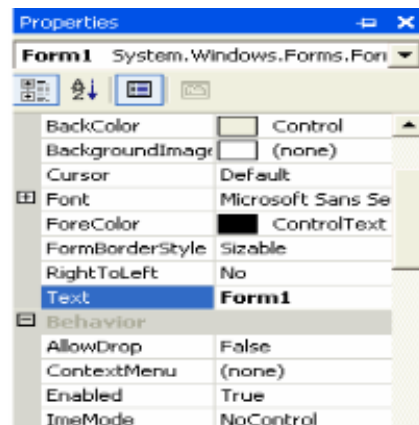 Properties
Form1 System.Windows.Forms.Forn
BackColor Control
BackgroundImage (none)
Cursor Default
Font Microsoft Sans Se
ForeColor ControlText
FormBorderStyle Sizable
RightToLeft No
Text Form1
Behavior
AllowDrop False
ContextMenu (none)
Enabled True
ImeMode NoControl